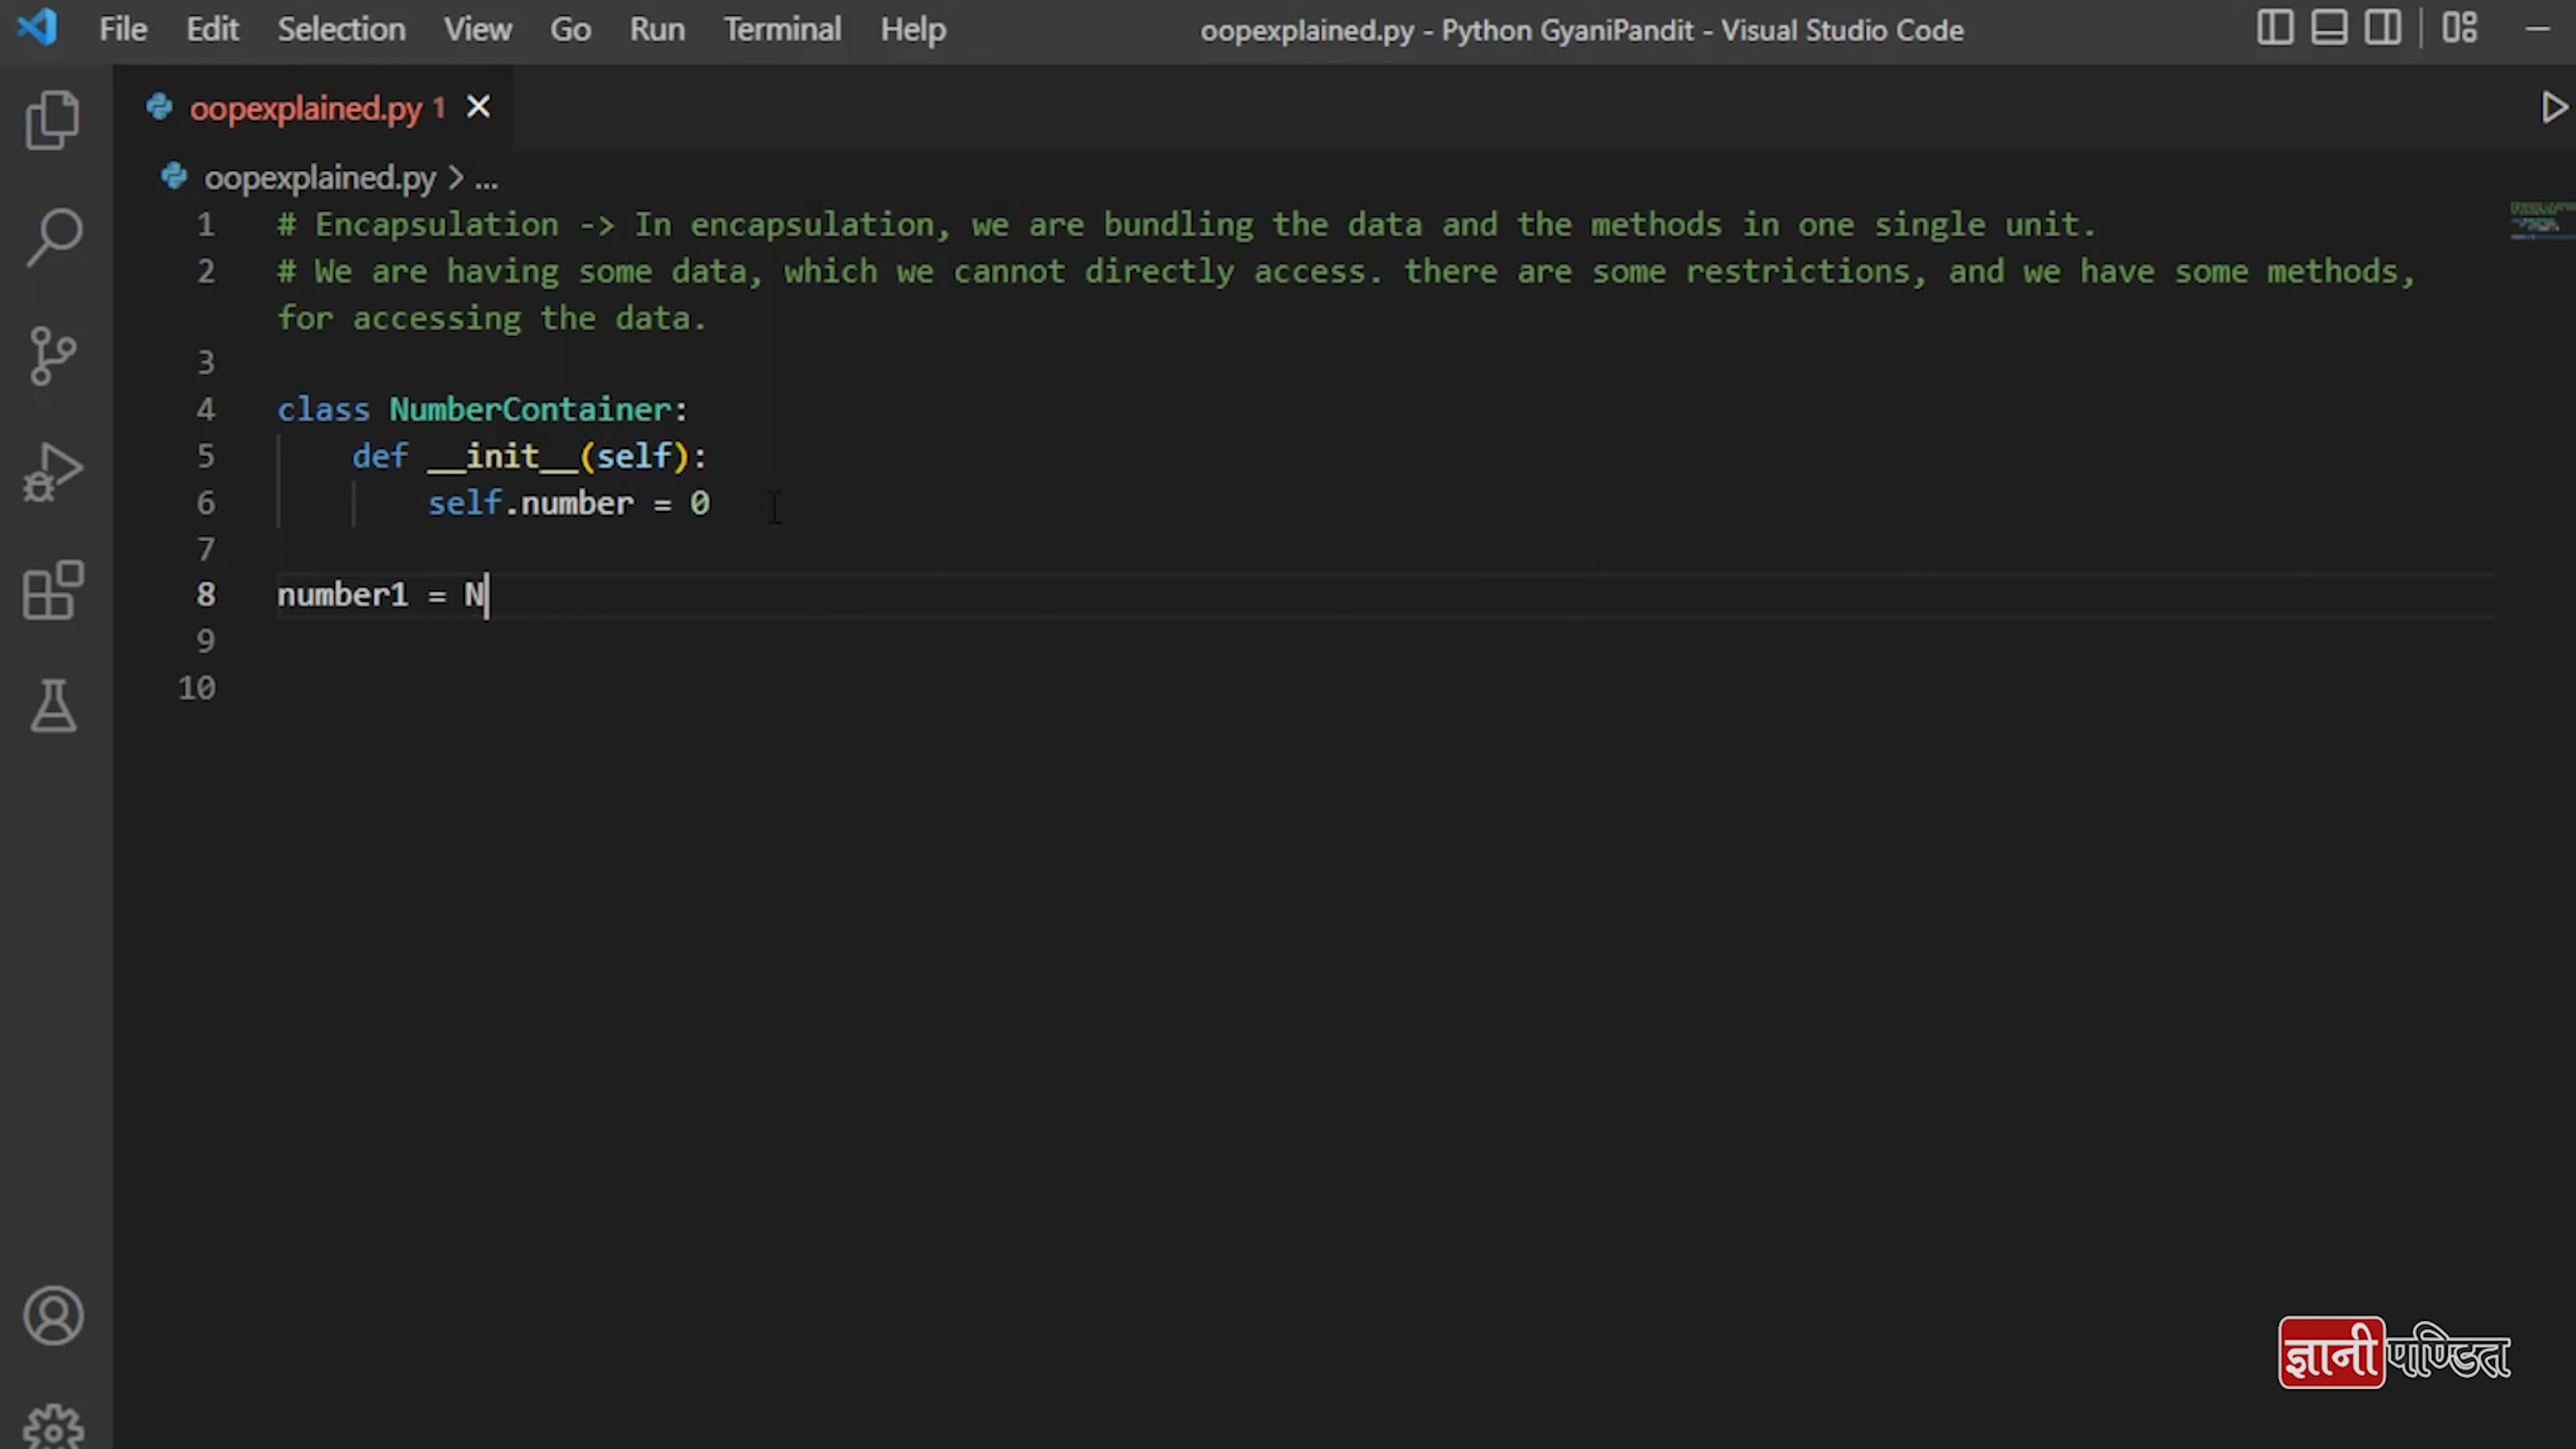 File Edit Selection View Go Run Terminal Help oopexplained.py - Python GyaniPandit - Visual Studio Code
oopexplained.py 1
oopexplained.py > ...
1 # Encapsulation -> In encapsulation, we are bundling the data and the methods in one single unit.
2 # We are having some data, which we cannot directly access. there are some restrictions, and we have some methods,
for accessing the data.
3
4 class NumberContainer:
5 def __init__(self):
6 self.number = 0
7
8 number1 = N
9
10
ज्ञानी पण्डित